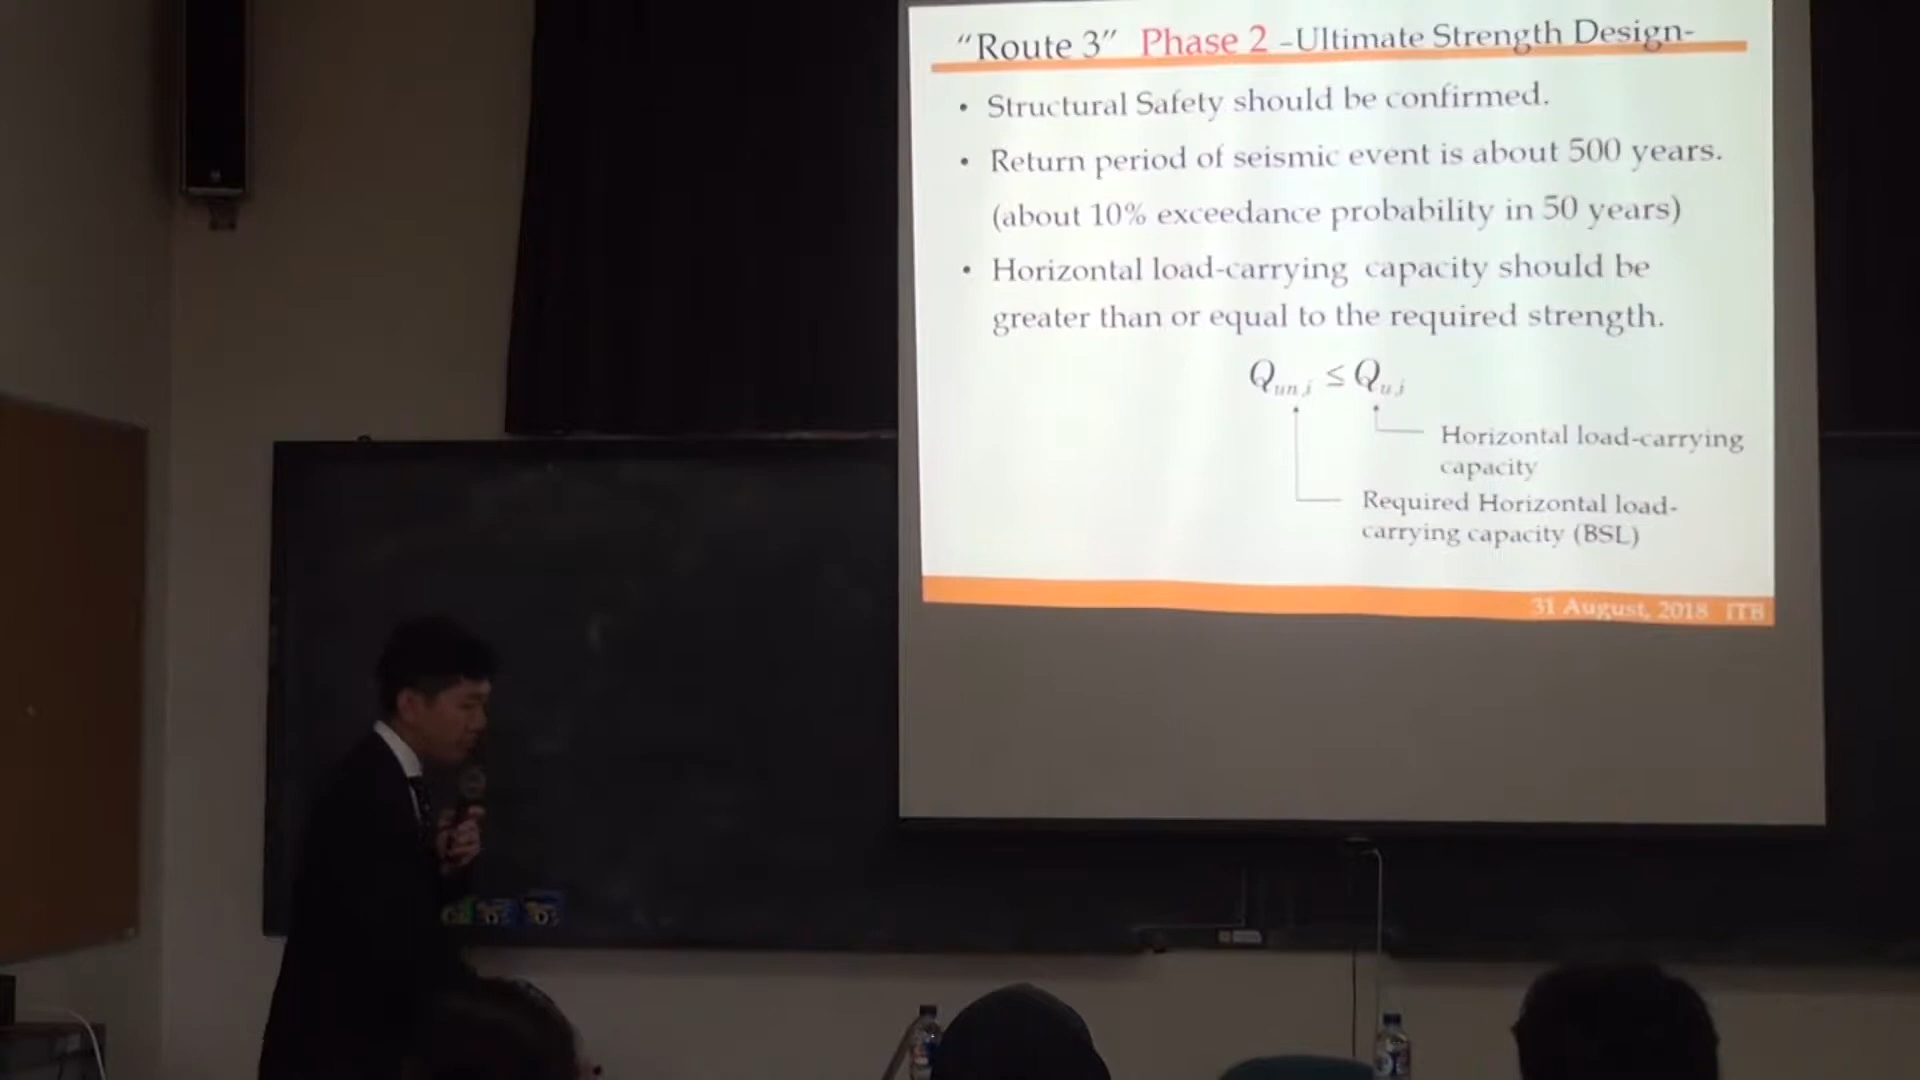 “Route 3” Phase 2 –Ultimate Strength Design-
• Structural Safety should be confirmed.
• Return period of seismic event is about 500 years.
(about 10% exceedance probability in 50 years)
• Horizontal load-carrying capacity should be
greater than or equal to the required strength.
Qun,i ≤ Qu,i
Horizontal load-carrying
capacity
Required Horizontal load-
carrying capacity (BSL)
31 August, 2018 ITB